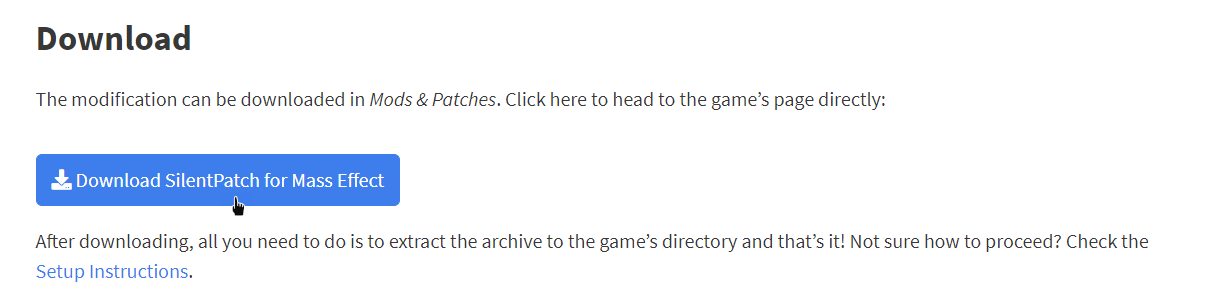 Download
The modification can be downloaded in Mods & Patches. Click here to head to the game’s page directly:
Download SilentPatch for Mass Effect
After downloading, all you need to do is to extract the archive to the game’s directory and that’s it! Not sure how to proceed? Check the
Setup Instructions.